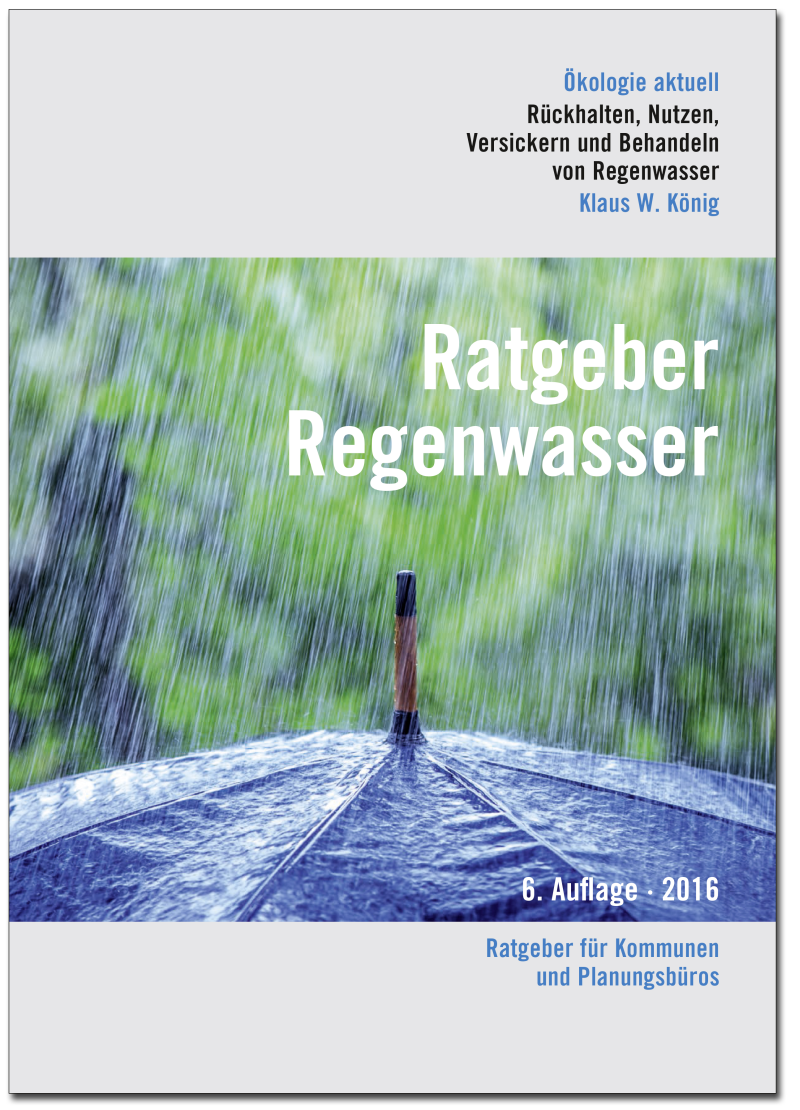 Ökologie aktuell
Rückhalten, Nutzen,
Versickern und Behandeln
von Regenwasser
Klaus W. König
Ratgeber
Regenwasser
6. Auflage · 2016
Ratgeber für Kommunen
und Planungsbüros